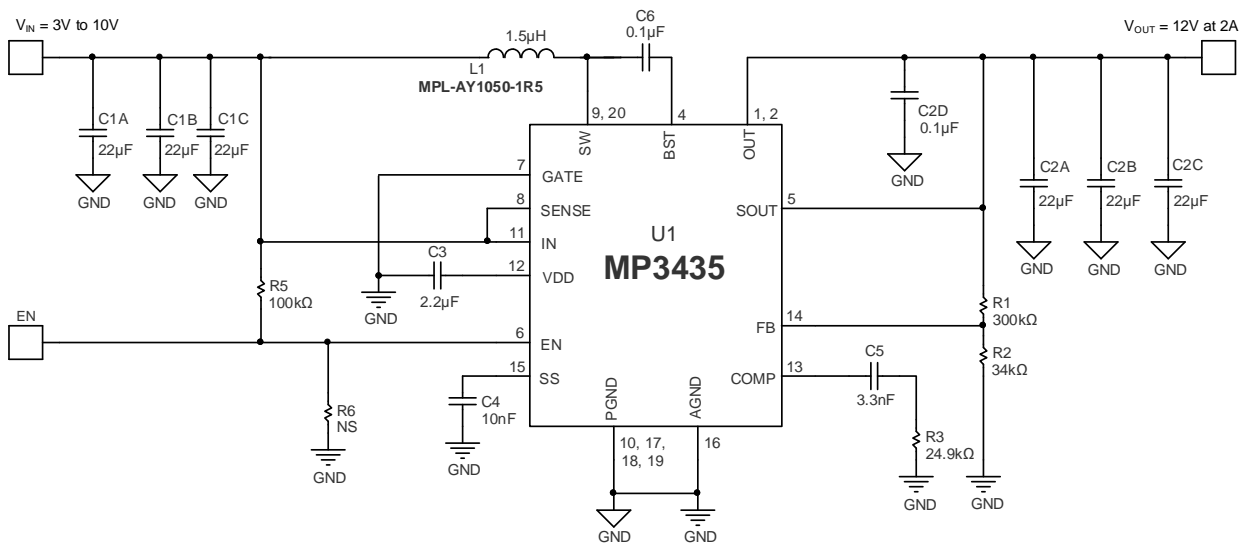 V_IN = 3V to 10V
C6
0.1µF
V_OUT = 12V at 2A
1.5µH
L1
MPL-AY1050-1R5
9, 20
4
1, 2
C1A
22µF
GND
C1B
22µF
GND
C1C
22µF
GND
SW
BST
OUT
C2D
0.1µF
GND
C2A
22µF
GND
C2B
22µF
GND
C2C
22µF
GND
7
GATE
8
SENSE
11
IN
12
VDD
C3
2.2µF
GND
5
SOUT
U1
MP3435
R5
100kΩ
EN
6
EN
15
SS
C4
10nF
R6
NS
GND
GND
14
FB
13
COMP
R1
300kΩ
R2
34kΩ
C5
3.3nF
R3
24.9kΩ
GND
GND
PGND
AGND
10, 17,
18, 19
16
GND
GND